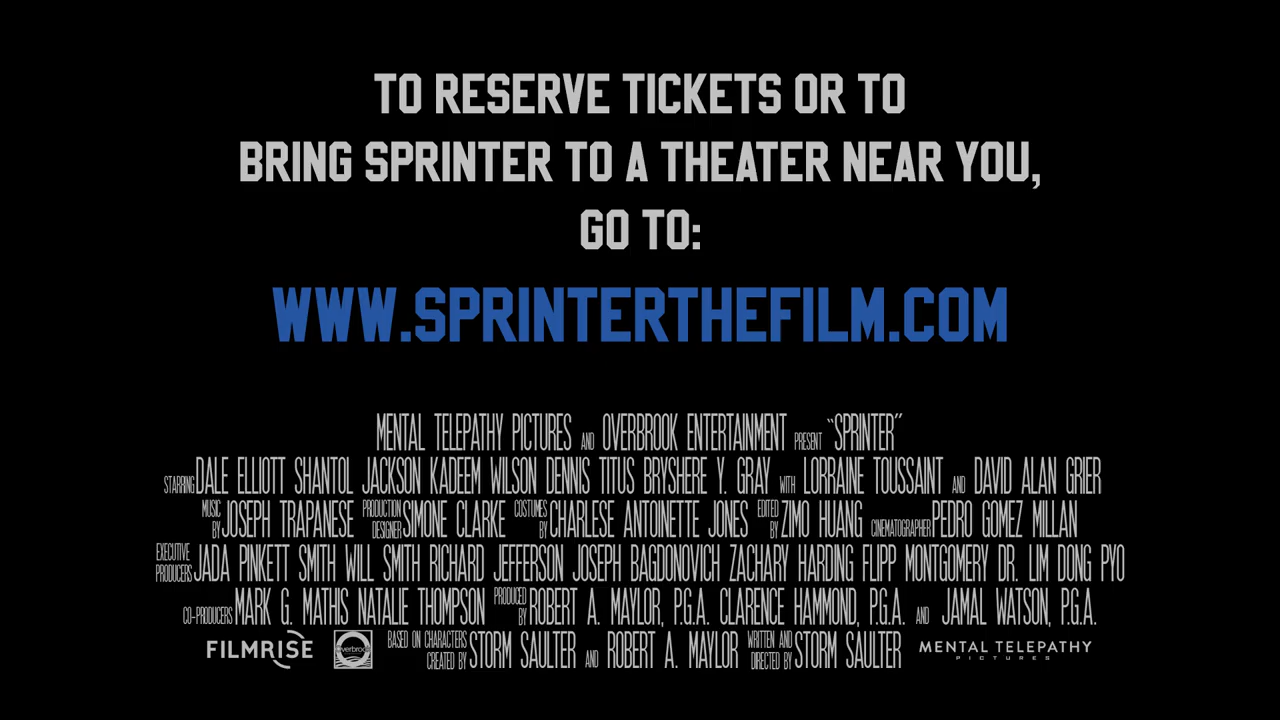 TO RESERVE TICKETS OR TO
BRING SPRINTER TO A THEATER NEAR YOU,
GO TO:
WWW.SPRINTERTHEFILM.COM
MENTAL TELEPATHY PICTURES AND OVERBROOK ENTERTAINMENT PRESENT "SPRINTER"
STARRING DALE ELLIOTT SHANTOL JACKSON KADEEM WILSON DENNIS TITUS BRYSHERE Y. GRAY WITH LORRAINE TOUSSAINT AND DAVID ALAN GRIER
MUSIC BY JOSEPH TRAPANESE PRODUCTION DESIGNER SIMONE CLARKE COSTUMES BY CHARLESE ANTOINETTE JONES EDITED BY ZIMO HUANG CINEMATOGRAPHER PEDRO GOMEZ MILLAN
EXECUTIVE PRODUCERS JADA PINKETT SMITH WILL SMITH RICHARD JEFFERSON JOSEPH BAGDONOVICH ZACHARY HARDING FLIPP MONTGOMERY DR. LIM DONG PYO
CO-PRODUCERS MARK G. MATHIS NATALIE THOMPSON PRODUCED BY ROBERT A. MAYLOR, P.G.A. CLARENCE HAMMOND, P.G.A. AND JAMAL WATSON, P.G.A.
FILMRISE Overbrook BASED ON CHARACTERS CREATED BY STORM SAULTER AND ROBERT A. MAYLOR WRITTEN AND DIRECTED BY STORM SAULTER MENTAL TELEPATHY PICTURES